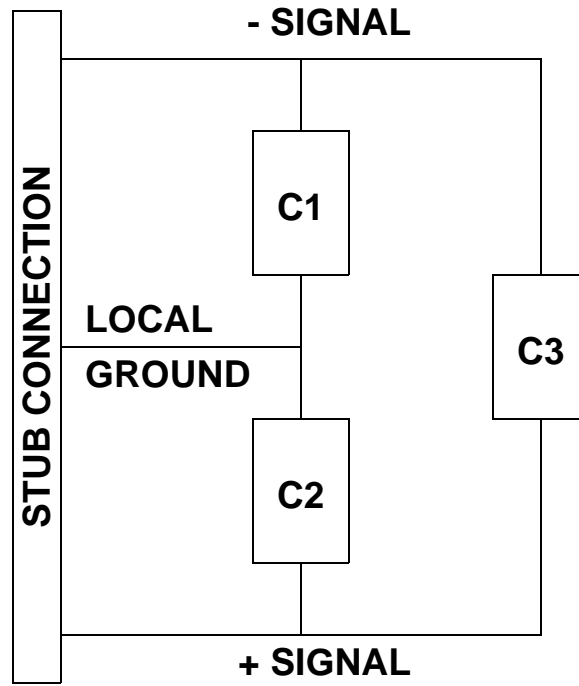 - SIGNAL
STUB CONNECTION
C1
LOCAL
GROUND
C3
C2
+ SIGNAL